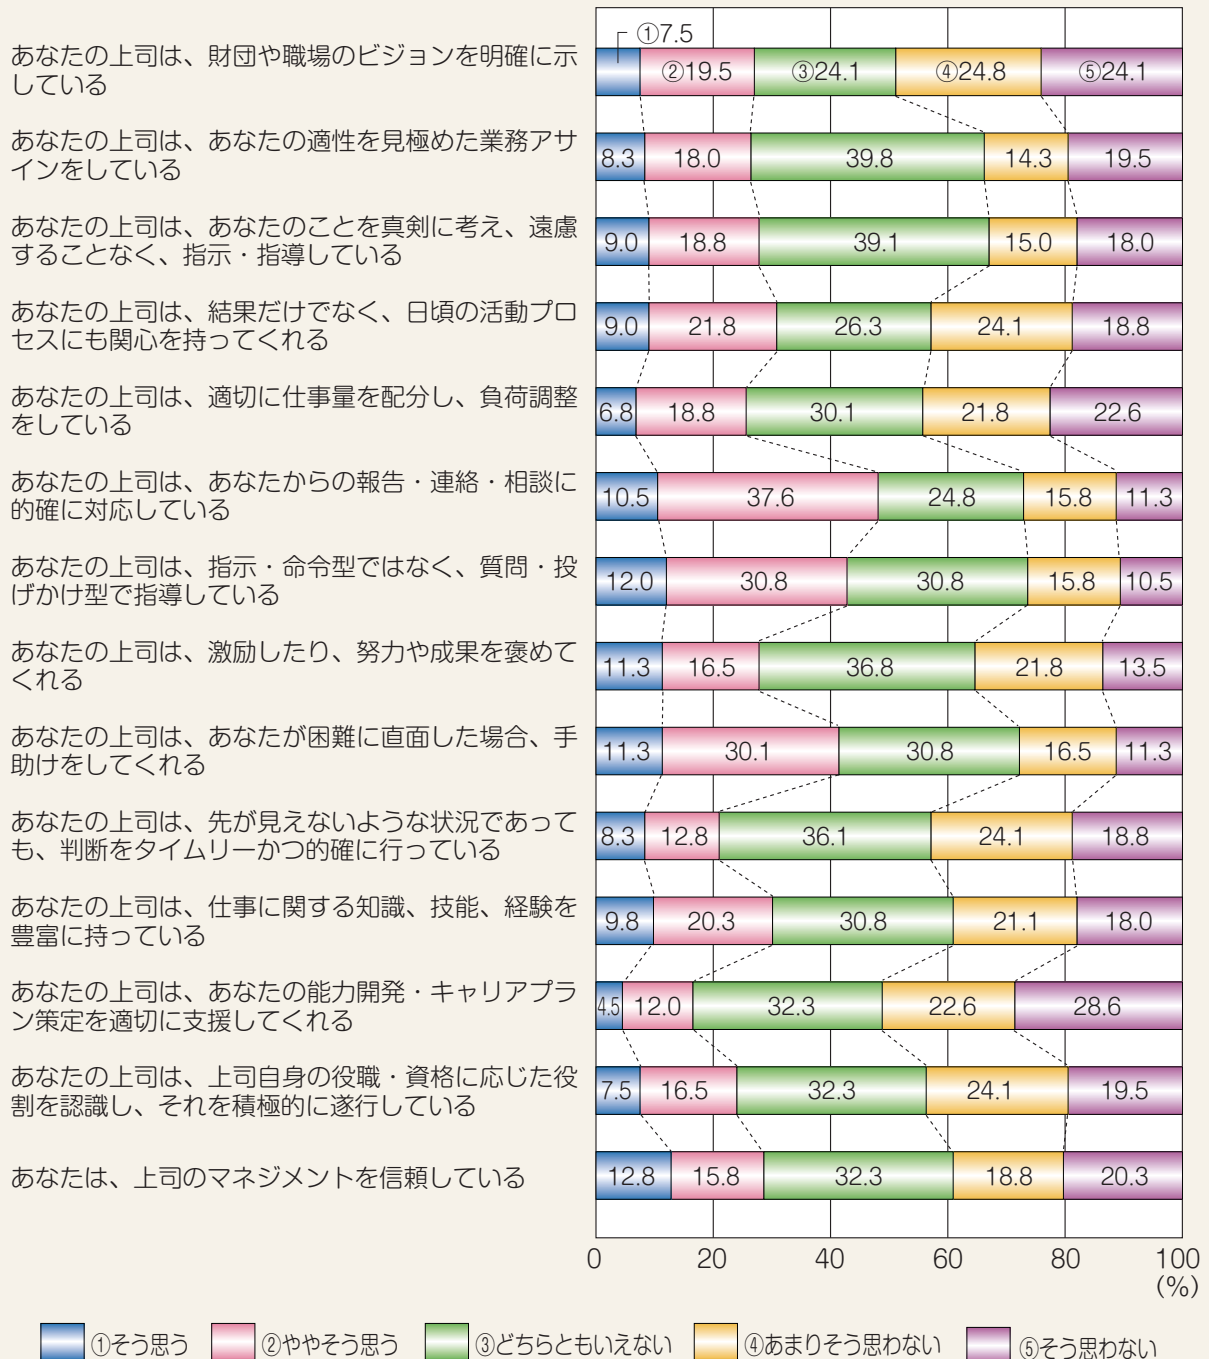 あなたの上司は、財団や職場のビジョンを明確に示
している
①7.5 ②19.5 ③24.1 ④24.8 ⑤24.1
あなたの上司は、あなたの適性を見極めた業務アサ
インをしている
8.3 18.0 39.8 14.3 19.5
あなたの上司は、あなたのことを真剣に考え、遠慮
することなく、指示・指導している
9.0 18.8 39.1 15.0 18.0
あなたの上司は、結果だけでなく、日頃の活動プロ
セスにも関心を持ってくれる
9.0 21.8 26.3 24.1 18.8
あなたの上司は、適切に仕事量を配分し、負荷調整
をしている
6.8 18.8 30.1 21.8 22.6
あなたの上司は、あなたからの報告・連絡・相談に
的確に対応している
10.5 37.6 24.8 15.8 11.3
あなたの上司は、指示・命令型ではなく、質問・投
げかけ型で指導している
12.0 30.8 30.8 15.8 10.5
あなたの上司は、激励したり、努力や成果を褒めて
くれる
11.3 16.5 36.8 21.8 13.5
あなたの上司は、あなたが困難に直面した場合、手
助けをしてくれる
11.3 30.1 30.8 16.5 11.3
あなたの上司は、先が見えないような状況であって
も、判断をタイムリーかつ的確に行っている
8.3 12.8 36.1 24.1 18.8
あなたの上司は、仕事に関する知識、技能、経験を
豊富に持っている
9.8 20.3 30.8 21.1 18.0
あなたの上司は、あなたの能力開発・キャリアプラ
ン策定を適切に支援してくれる
4.5 12.0 32.3 22.6 28.6
あなたの上司は、上司自身の役職・資格に応じた役
割を認識し、それを積極的に遂行している
7.5 16.5 32.3 24.1 19.5
あなたは、上司のマネジメントを信頼している
12.8 15.8 32.3 18.8 20.3
0 20 40 60 80 100
(%)
①そう思う ②ややそう思う ③どちらともいえない ④あまりそう思わない ⑤そう思わない